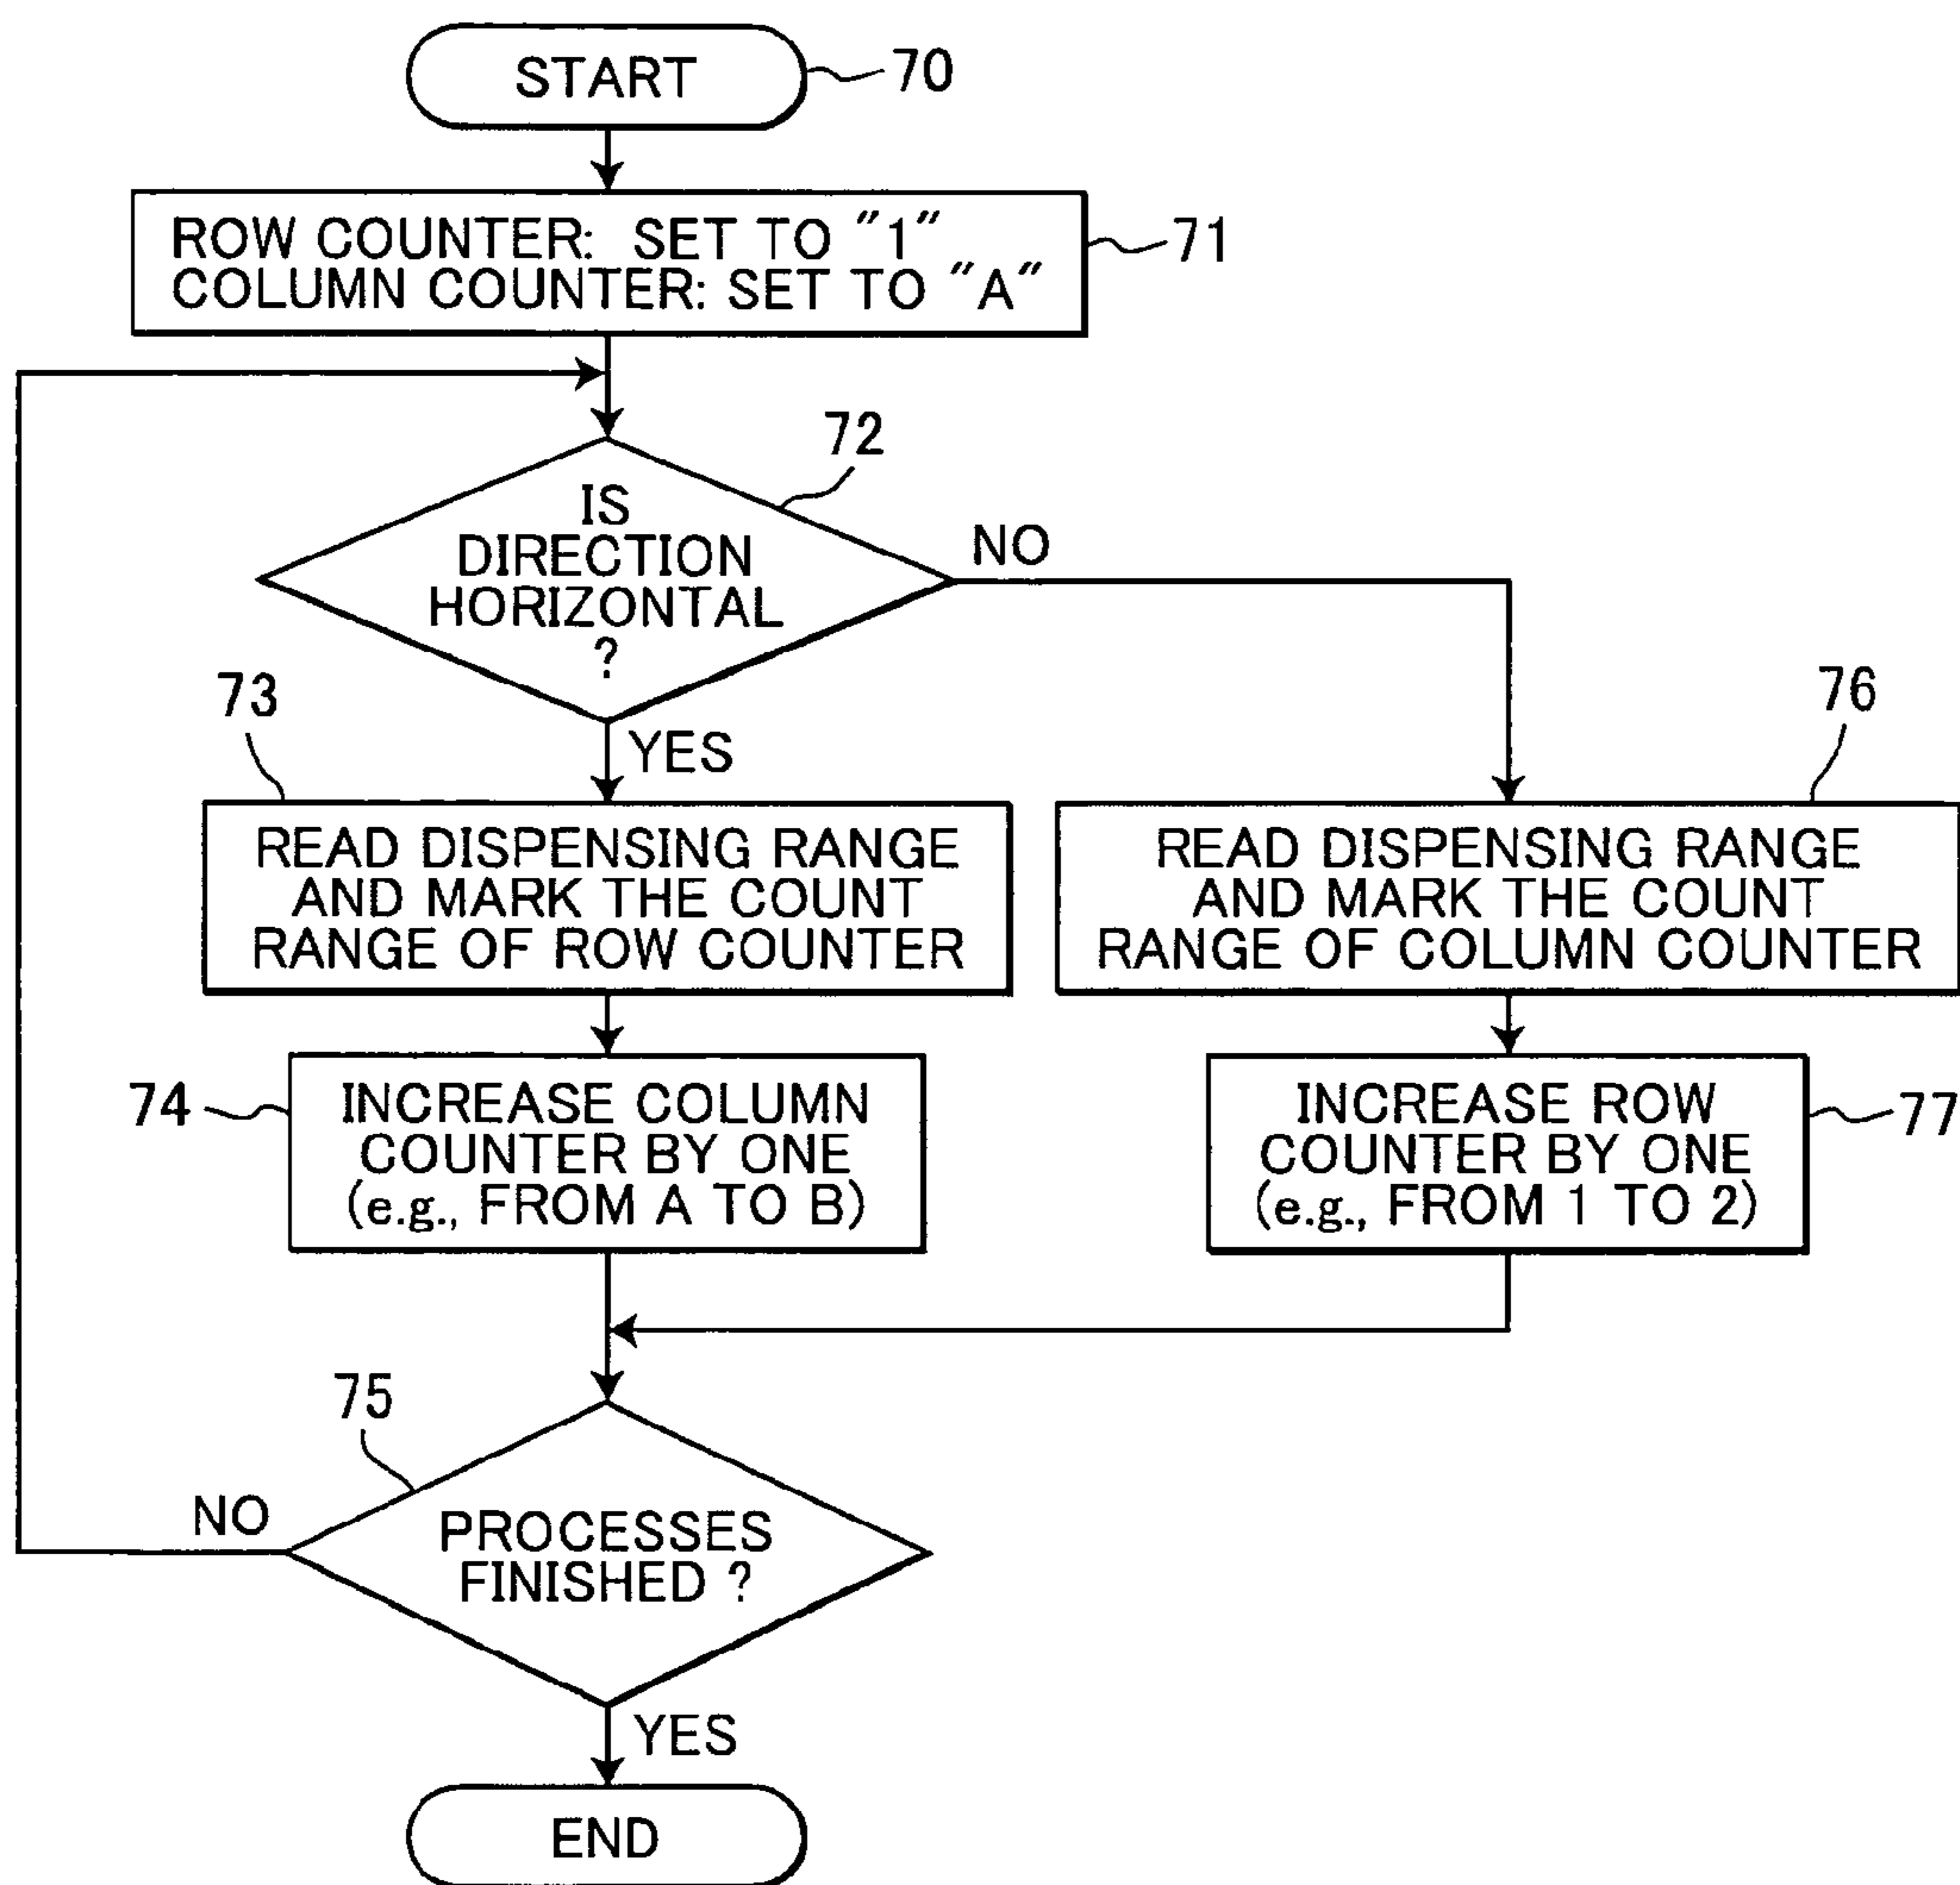 START
70
ROW COUNTER: SET TO "1"
COLUMN COUNTER: SET TO "A"
71
72
IS
DIRECTION
HORIZONTAL
?
NO
YES
73
READ DISPENSING RANGE
AND MARK THE COUNT
RANGE OF ROW COUNTER
76
READ DISPENSING RANGE
AND MARK THE COUNT
RANGE OF COLUMN COUNTER
74
INCREASE COLUMN
COUNTER BY ONE
(e.g., FROM A TO B)
INCREASE ROW
COUNTER BY ONE
(e.g., FROM 1 TO 2)
77
75
NO
PROCESSES
FINISHED ?
YES
END